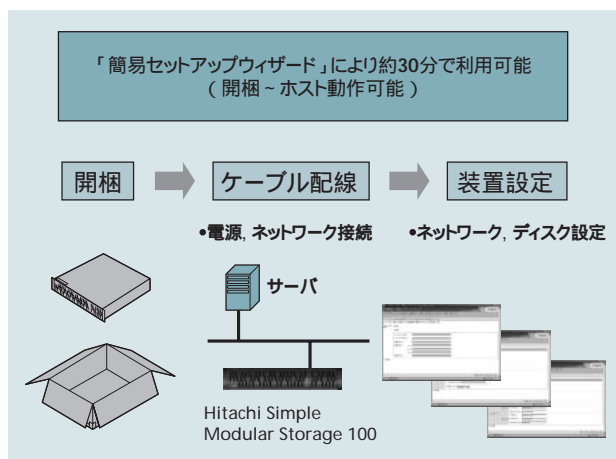 「簡易セットアップウィザード」により約30分で利用可能
(開梱~ホスト動作可能)
開梱
ケーブル配線
装置設定
•電源, ネットワーク接続
•ネットワーク, ディスク設定
サーバ
Hitachi Simple
Modular Storage 100